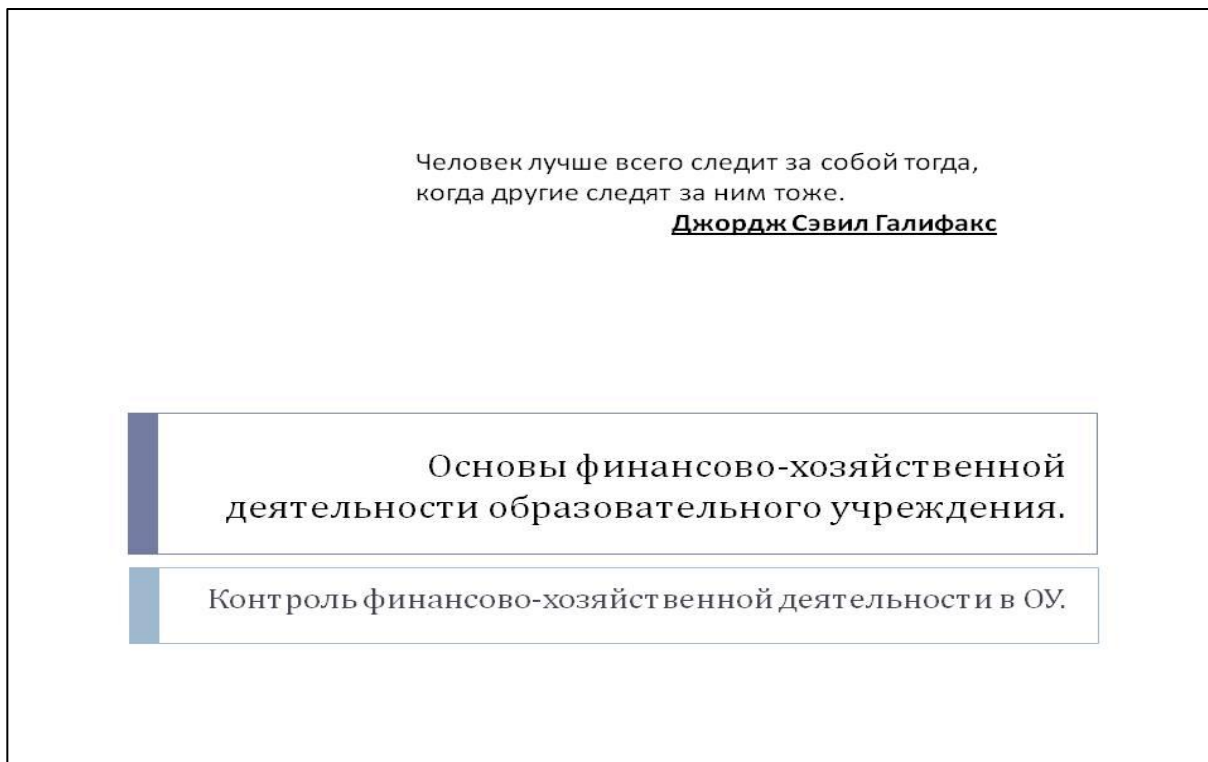 Человек лучше всего следит за собой тогда,
когда другие следят за ним тоже.
Джордж Сэвил Галифакс
Основы финансово-хозяйственной
деятельности образовательного учреждения.
Контроль финансово-хозяйственной деятельности в ОУ.